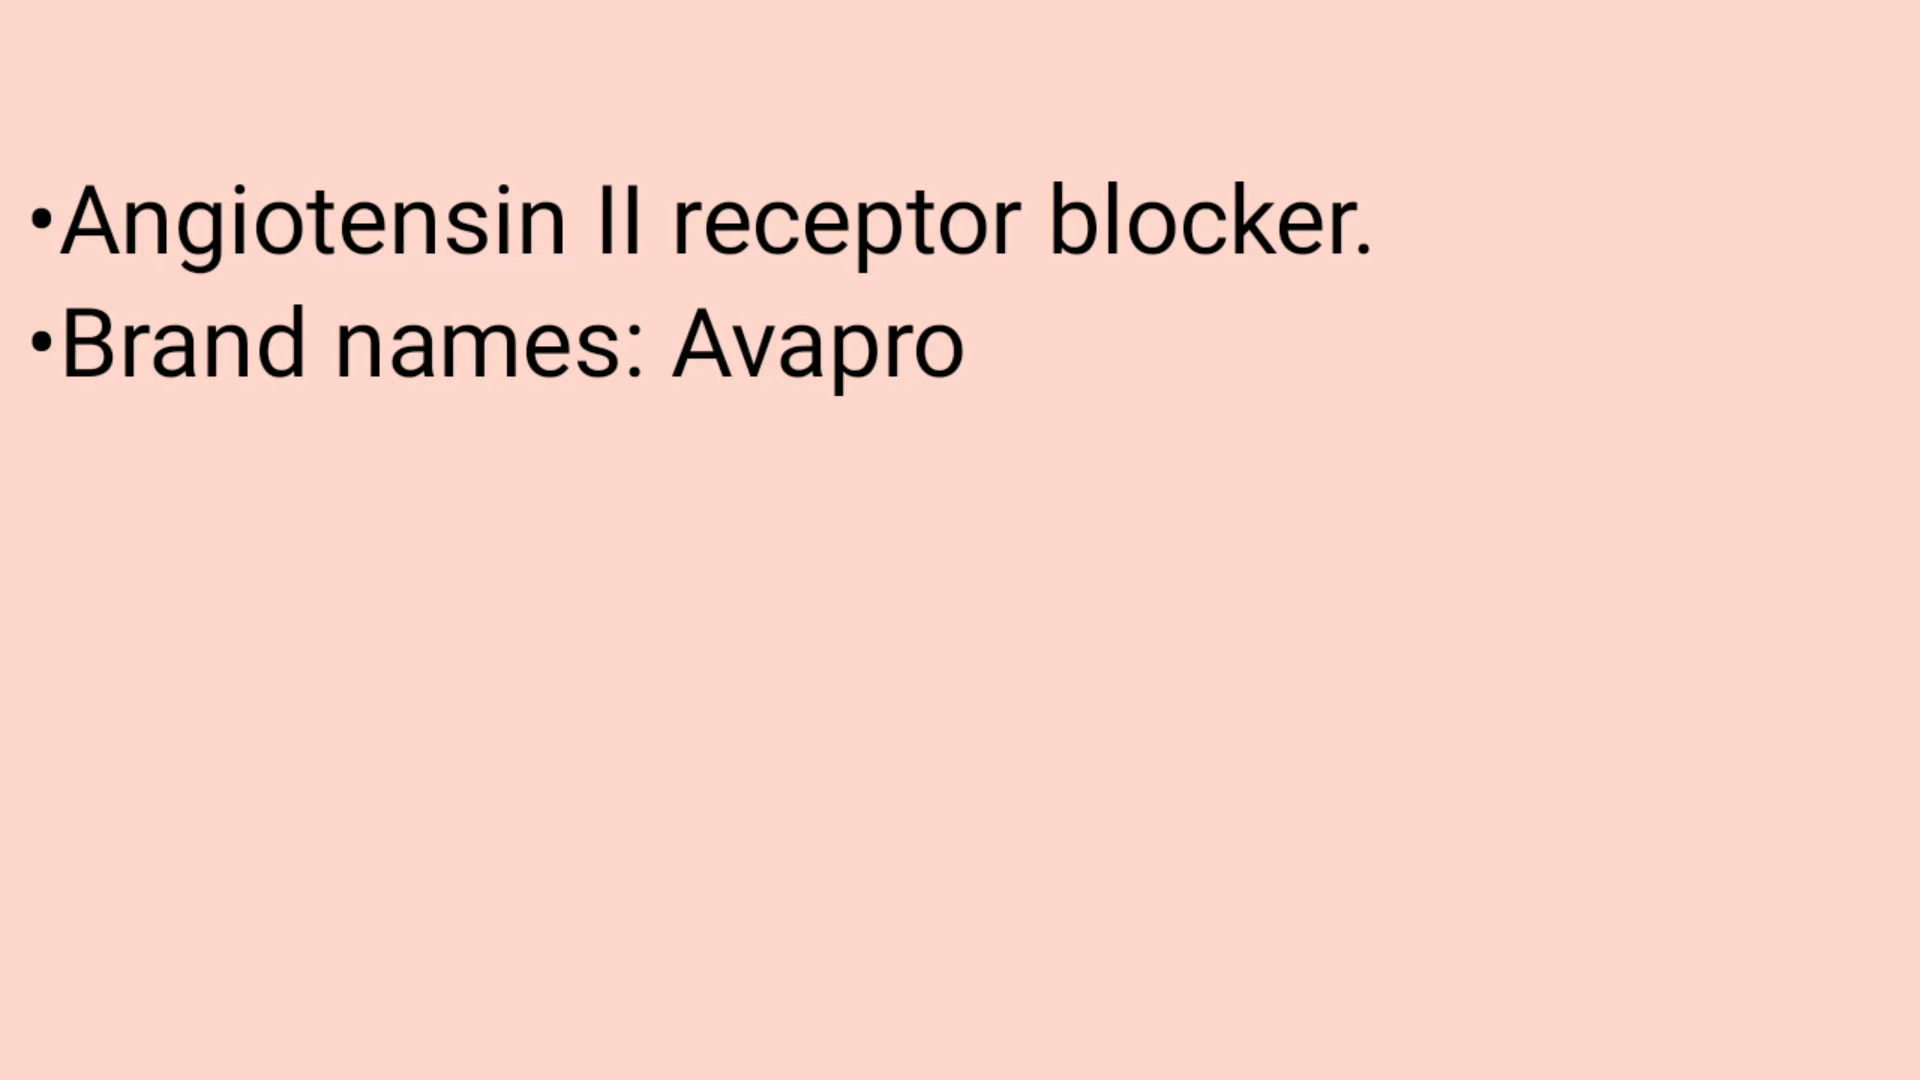 •Angiotensin II receptor blocker.
•Brand names: Avapro